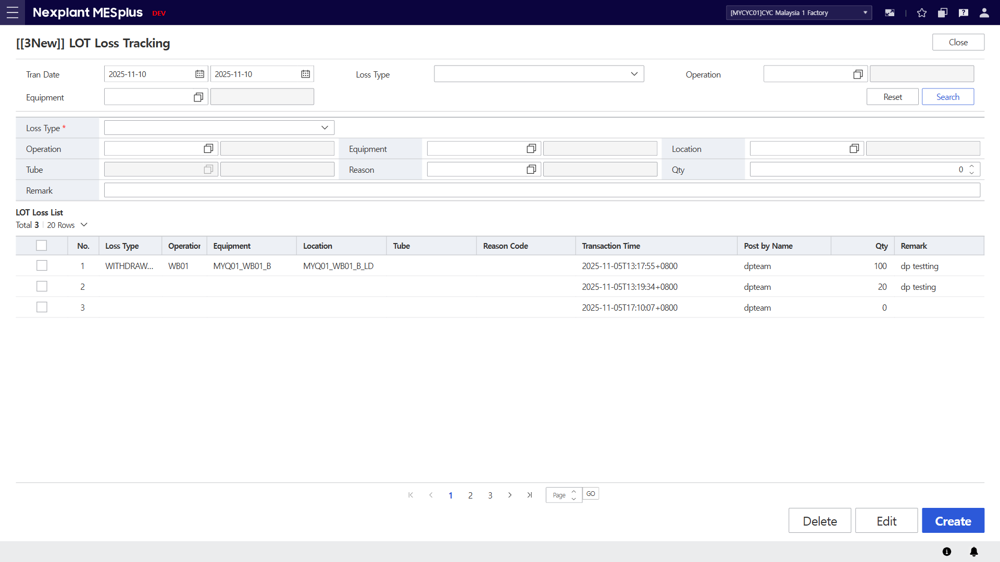 Nexplant MESplus DEV [MYCYC01]CYC Malaysia 1 Factory
[[3New]] LOT Loss Tracking Close
Tran Date 2025-11-10 2025-11-10 Loss Type Operation
Equipment Reset Search
Loss Type *
Operation Equipment Location
Tube Reason Qty 0
Remark
LOT Loss List
Total 3 20 Rows
No. Loss Type Operation Equipment Location Tube Reason Code Transaction Time Post by Name Qty Remark
1 WITHDRAW... WB01 MYQ01_WB01_B MYQ01_WB01_B_LD 2025-11-05T13:17:55+0800 dpteam 100 dp testting
2 2025-11-05T13:19:34+0800 dpteam 20 dp testing
3 2025-11-05T17:10:07+0800 dpteam 0
1 2 3 Page GO
Delete Edit Create